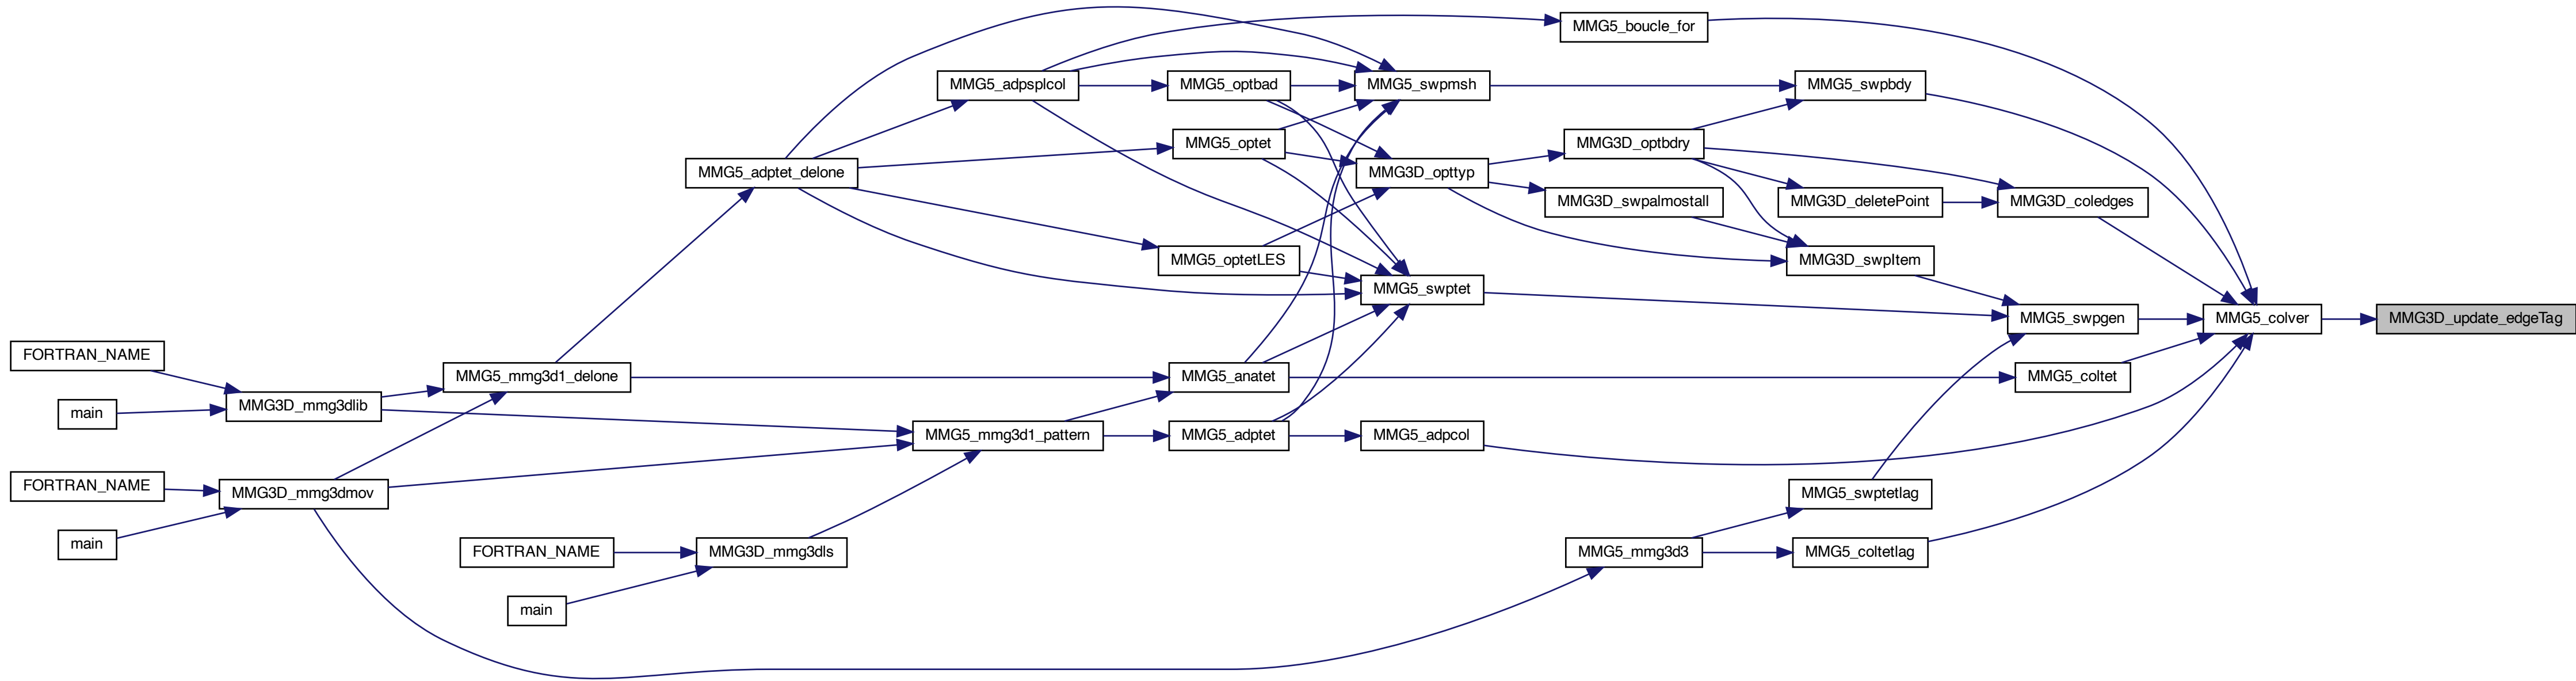 MMG5_boucle_for
MMG5_adpsplcol
MMG5_optbad
MMG5_swpmsh
MMG5_swpbdy
MMG5_optet
MMG3D_optbdry
MMG5_adptet_delone
MMG3D_opttyp
MMG3D_swpalmostall
MMG3D_deletePoint
MMG3D_coledges
MMG5_optetLES
MMG3D_swpItem
MMG5_swptet
MMG5_swpgen
MMG5_colver
MMG3D_update_edgeTag
FORTRAN_NAME
MMG5_mmg3d1_delone
MMG5_anatet
MMG5_coltet
main
MMG3D_mmg3dlib
MMG5_mmg3d1_pattern
MMG5_adptet
MMG5_adpcol
FORTRAN_NAME
MMG3D_mmg3dmov
MMG5_swptetlag
main
FORTRAN_NAME
MMG3D_mmg3dls
MMG5_mmg3d3
MMG5_coltetlag
main